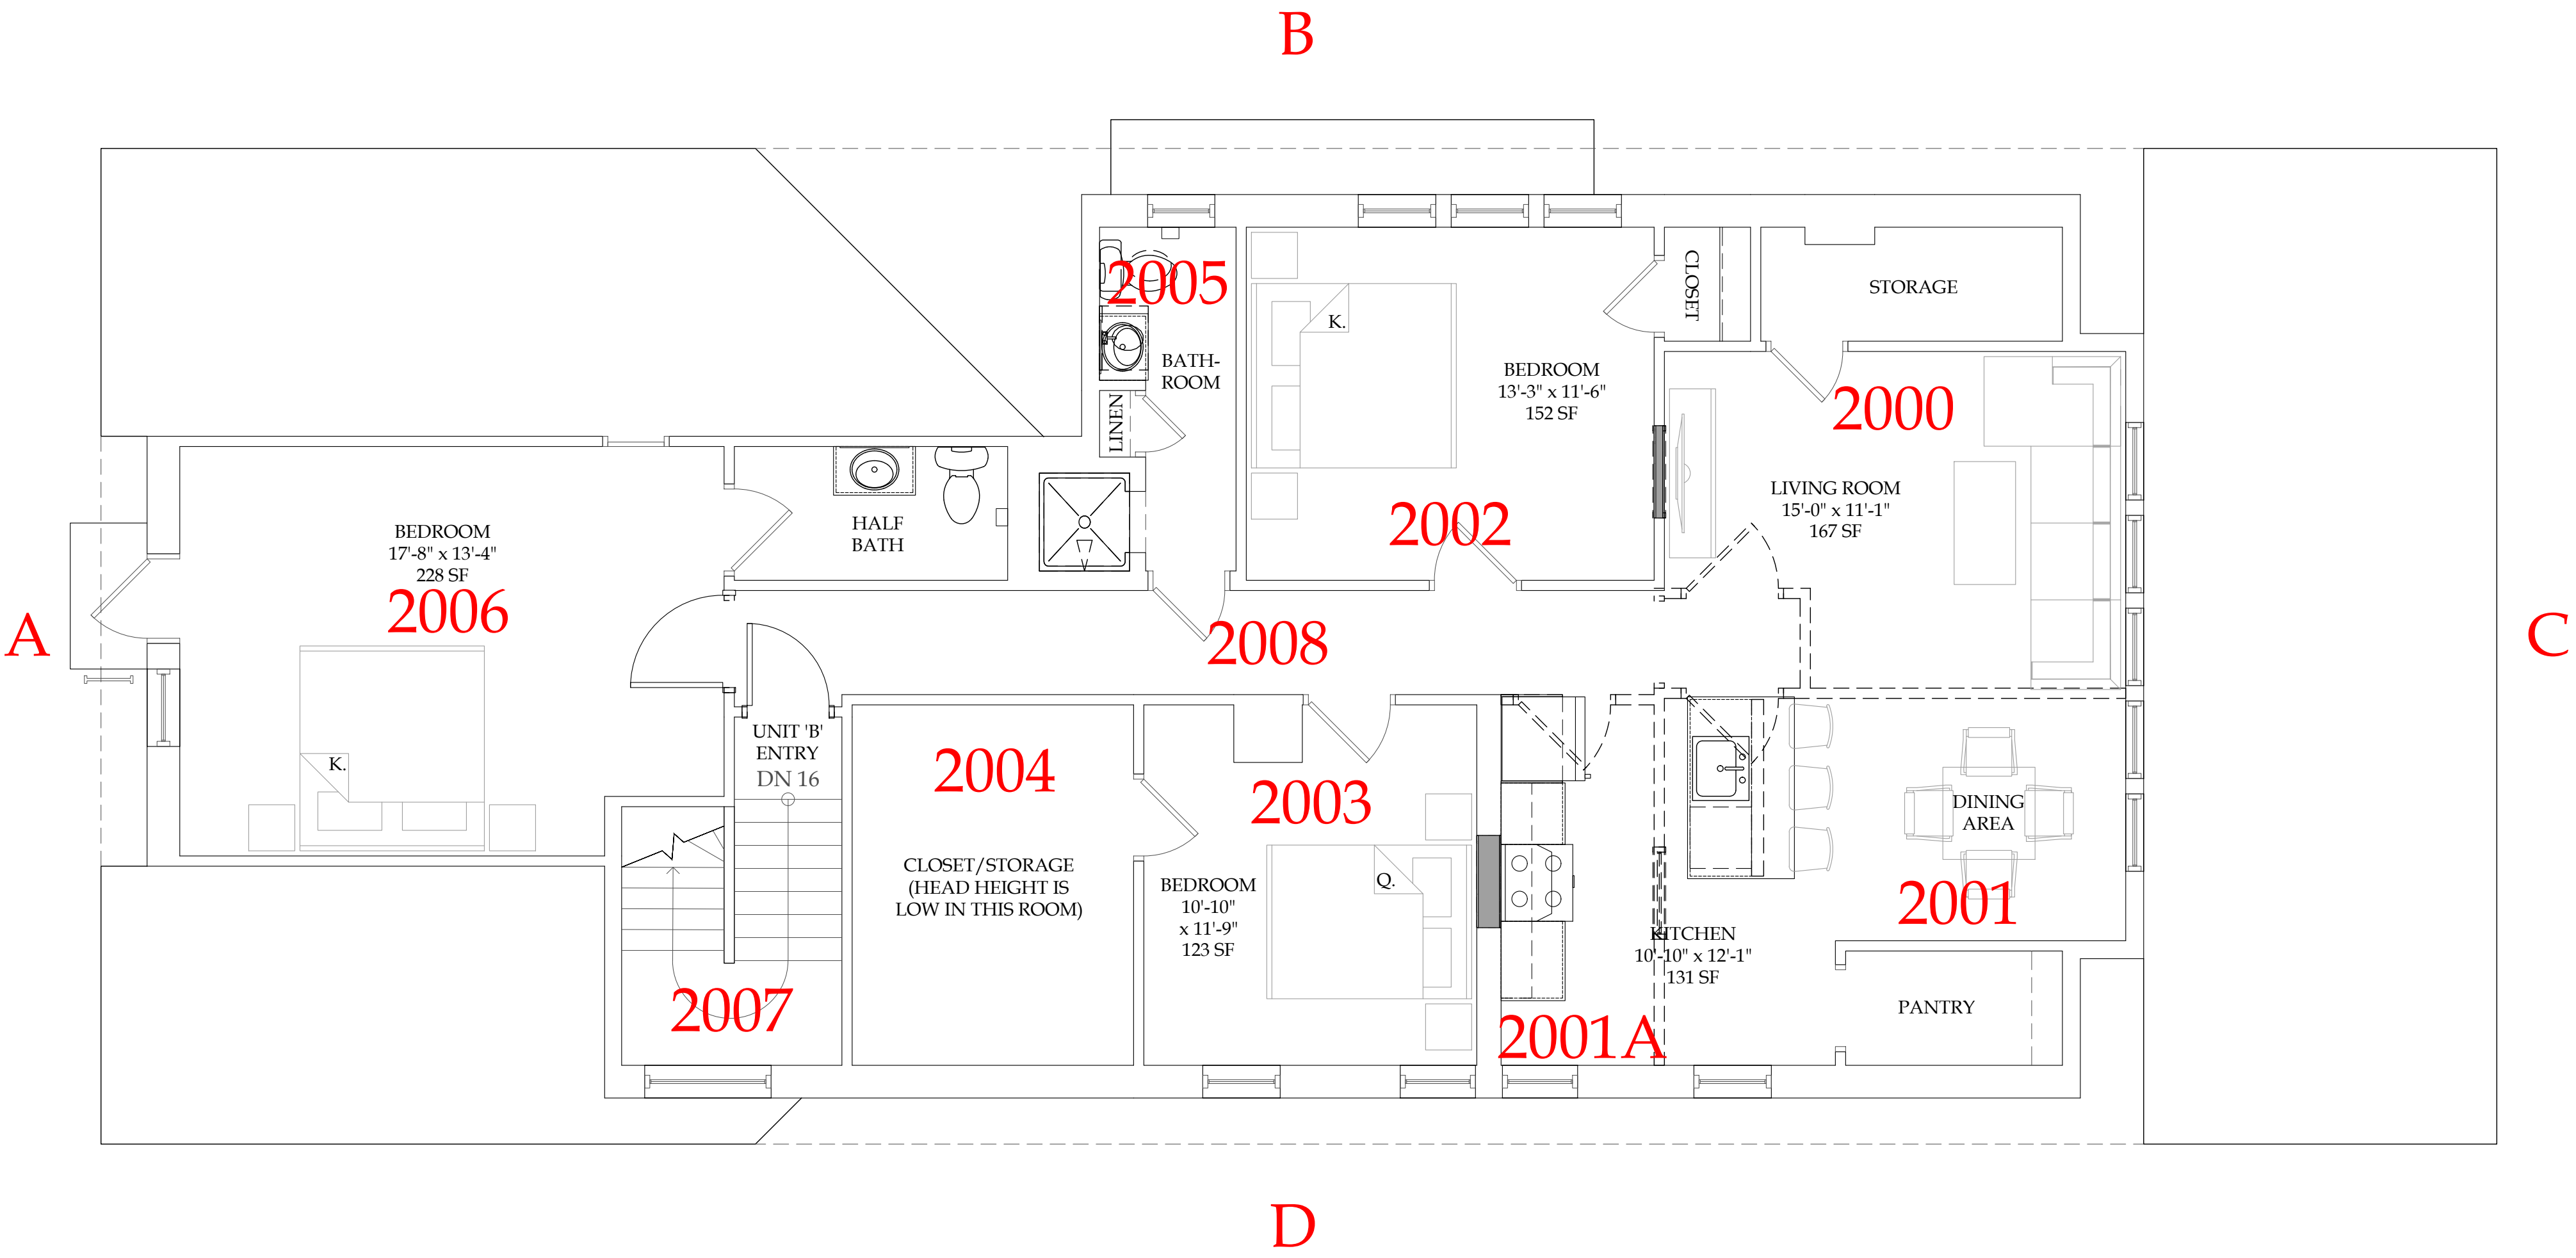 B
2005
CLOSET
STORAGE
K.
BATH-
ROOM
BEDROOM
13'-3" x 11'-6"
152 SF
2000
LINEN
LIVING ROOM
15'-0" x 11'-1"
167 SF
2002
BEDROOM
17'-8" x 13'-4"
228 SF
2006
HALF
BATH
A
2008
C
UNIT 'B'
ENTRY
DN 16
K.
2004
2003
DINING
AREA
CLOSET/STORAGE
(HEAD HEIGHT IS
LOW IN THIS ROOM)
BEDROOM
10'-10"
x 11'-9"
123 SF
Q.
2001
KITCHEN
10'-10" x 12'-1"
131 SF
2007
2001A
PANTRY
D